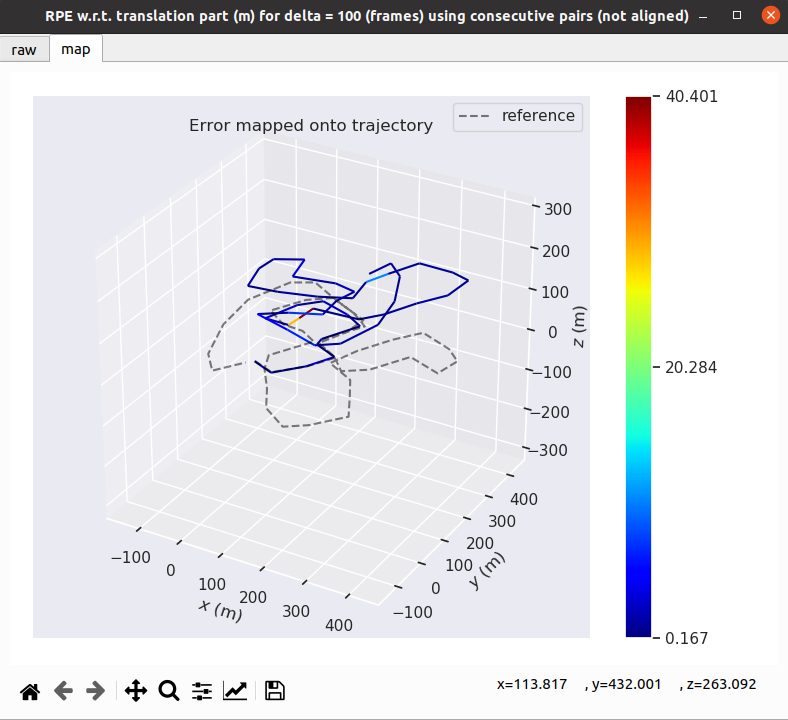 RPE w.r.t. translation part (m) for delta = 100 (frames) using consecutive pairs (not aligned)
raw map
reference
Error mapped onto trajectory
40.401
20.284
0.167
300
200
100
0
−100
−200
−300
z (m)
400
300
200
100
0
−100
y (m)
−100
0
100
200
300
400
x (m)
x=113.817 , y=432.001 , z=263.092